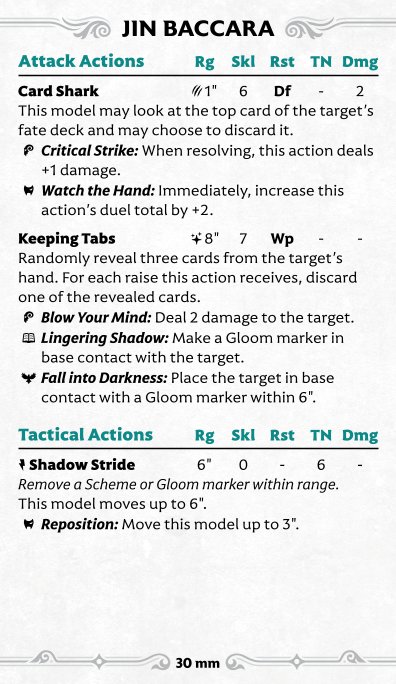 JIN BACCARA
Attack Actions Rg Skl Rst TN Dmg
Card Shark 1" 6 Df - 2
This model may look at the top card of the target's
fate deck and may choose to discard it.
Critical Strike: When resolving, this action deals
+1 damage.
Watch the Hand: Immediately, increase this
action's duel total by +2.
Keeping Tabs 8" 7 Wp - -
Randomly reveal three cards from the target's
hand. For each raise this action receives, discard
one of the revealed cards.
Blow Your Mind: Deal 2 damage to the target.
Lingering Shadow: Make a Gloom marker in
base contact with the target.
Fall into Darkness: Place the target in base
contact with a Gloom marker within 6".
Tactical Actions Rg Skl Rst TN Dmg
Shadow Stride 6" 0 - 6 -
Remove a Scheme or Gloom marker within range.
This model moves up to 6".
Reposition: Move this model up to 3".
30 mm